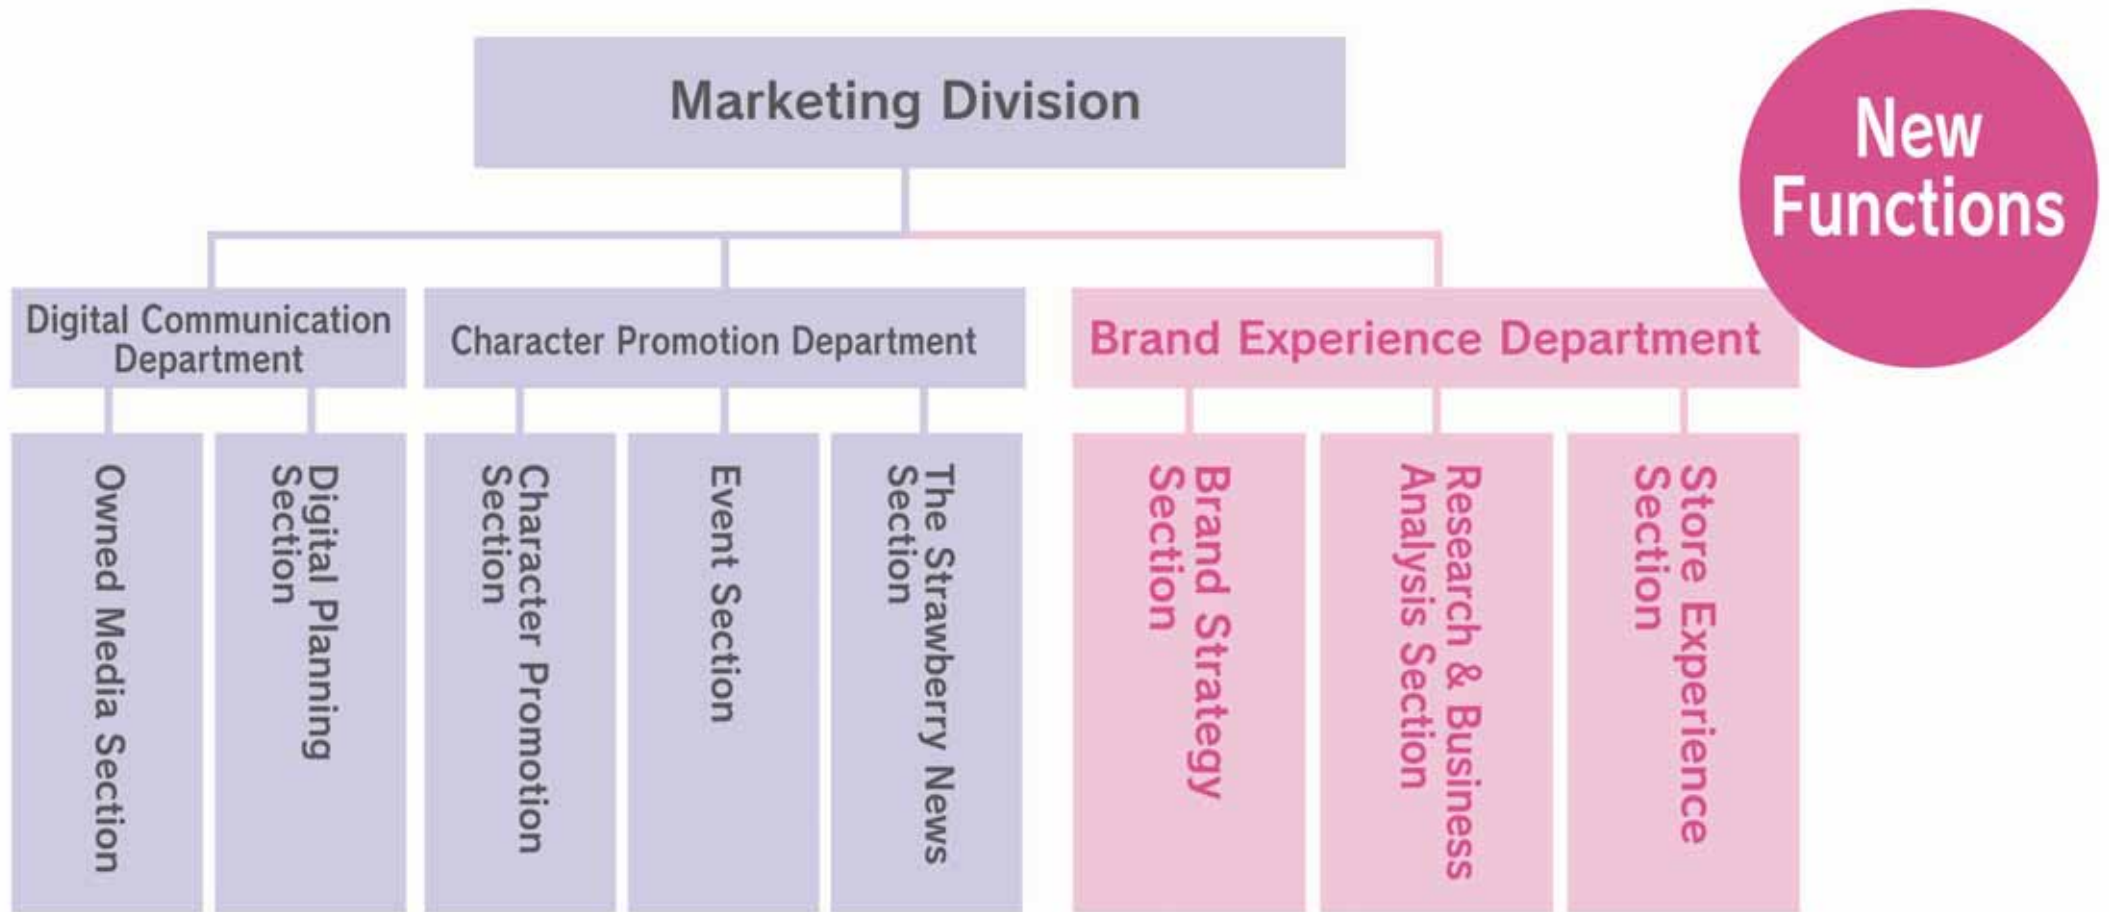 Marketing Division
New
Functions
Digital Communication
Department
Character Promotion Department
Brand Experience Department
Owned Media Section
Digital Planning
Section
Character Promotion
Section
Event Section
The Strawberry News
Section
Brand Strategy
Section
Research & Business
Analysis Section
Store Experience
Section